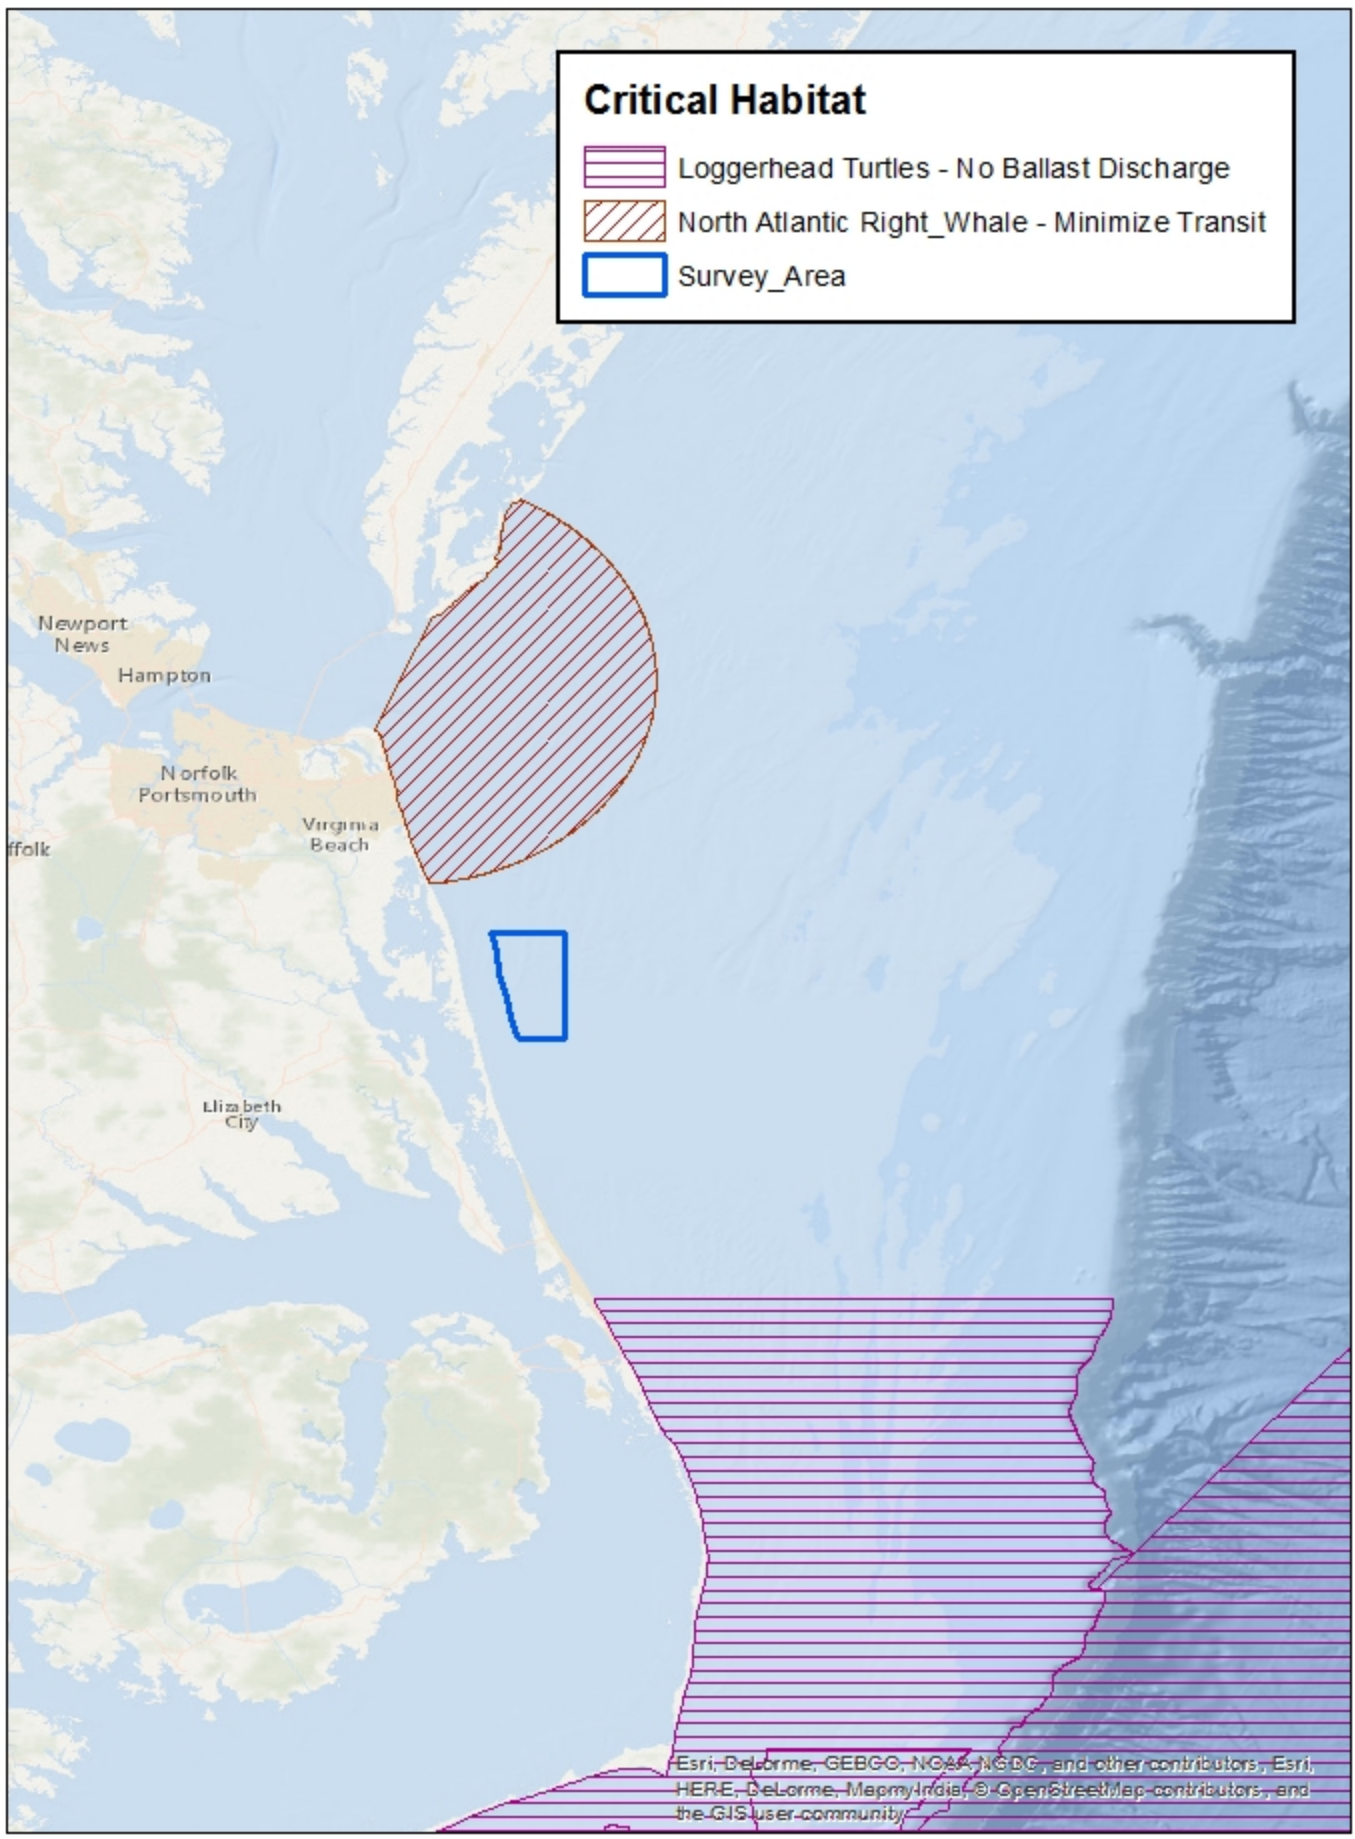 Critical Habitat
Loggerhead Turtles - No Ballast Discharge
North Atlantic Right_Whale - Minimize Transit
Survey_Area
Newport
News
Hampton
Norfolk
Portsmouth
Virginia
Beach
ffolk
Elizabeth
City
Esri, DeLorme, GEBCO, NOAA NGDC, and other contributors, Esri,
HERE, DeLorme, MapmyIndia, © OpenStreetMap contributors, and
the GIS user community